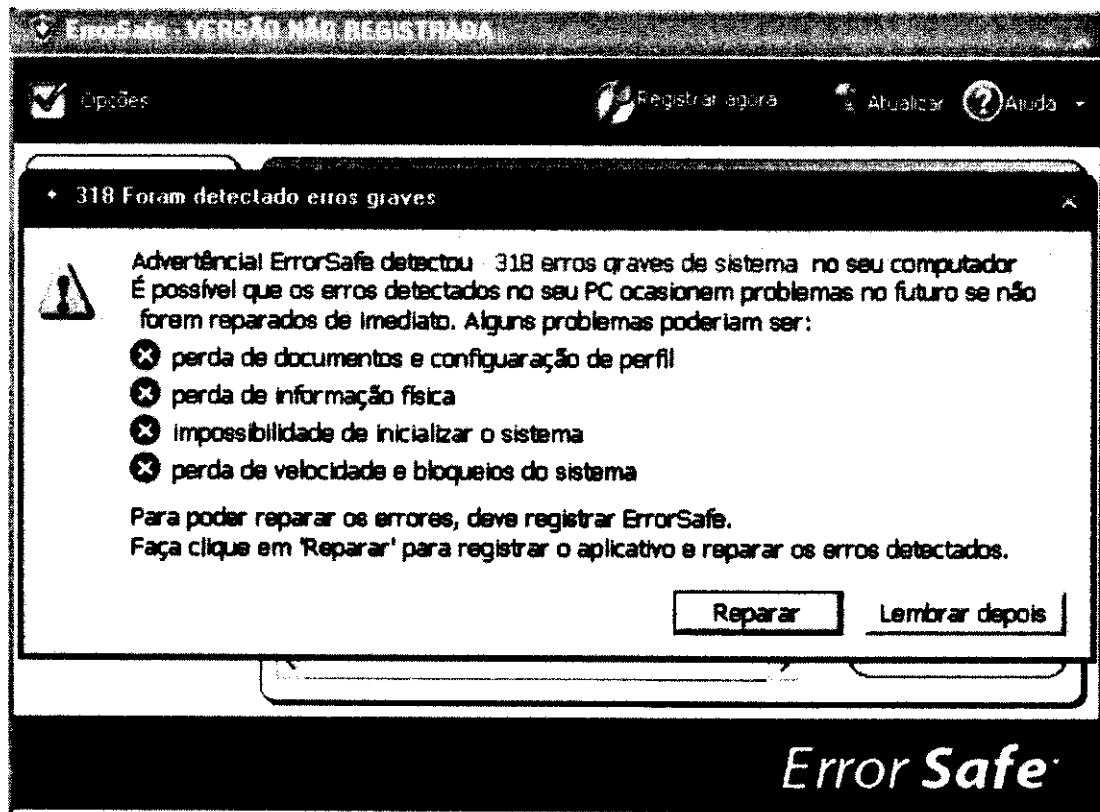 ErrorSafe - VERSÃO NÃO REGISTRADA
Opções
Registrar agora
Atualizar
Ajuda
318 Foram detectado erros graves
Advertência! ErrorSafe detectou 318 erros graves de sistema no seu computador
É possível que os erros detectados no seu PC ocasionem problemas no futuro se não
forem reparados de imediato. Alguns problemas poderiam ser:
perda de documentos e configuaração de perfil
perda de informação física
impossibilidade de inicializar o sistema
perda de velocidade e bloqueios do sistema
Para poder reparar os errores, deve registrar ErrorSafe.
Faça clique em 'Reparar' para registrar o aplicativo e reparar os erros detectados.
Reparar
Lembrar depois
Error Safe